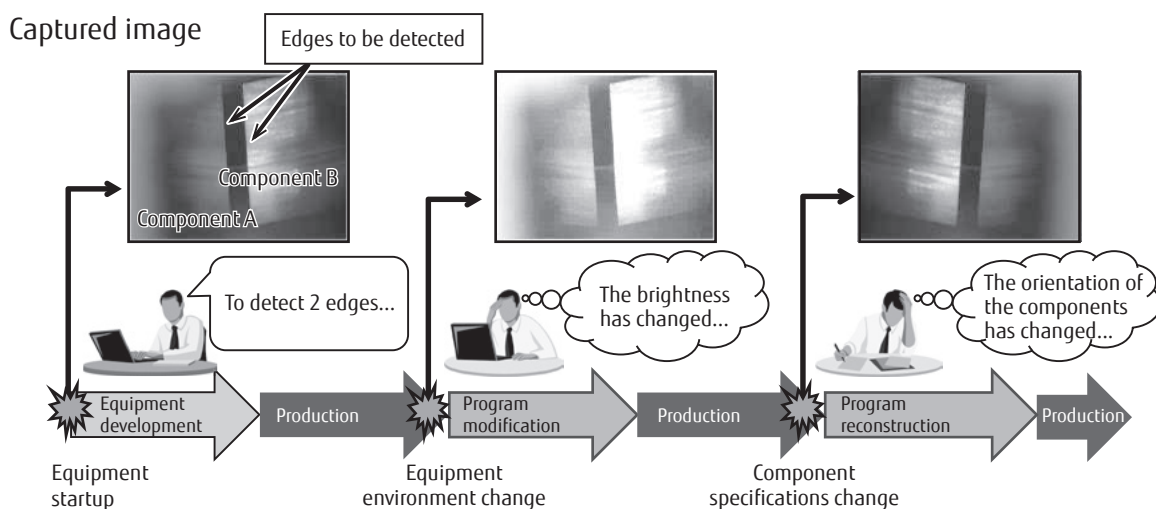 Captured image
Edges to be detected
Component B
Component A
To detect 2 edges...
The brightness
has changed...
The orientation of
the components
has changed...
Equipment
development
Production
Program
modification
Production
Program
reconstruction
Production
Equipment
startup
Equipment
environment change
Component
specifications change